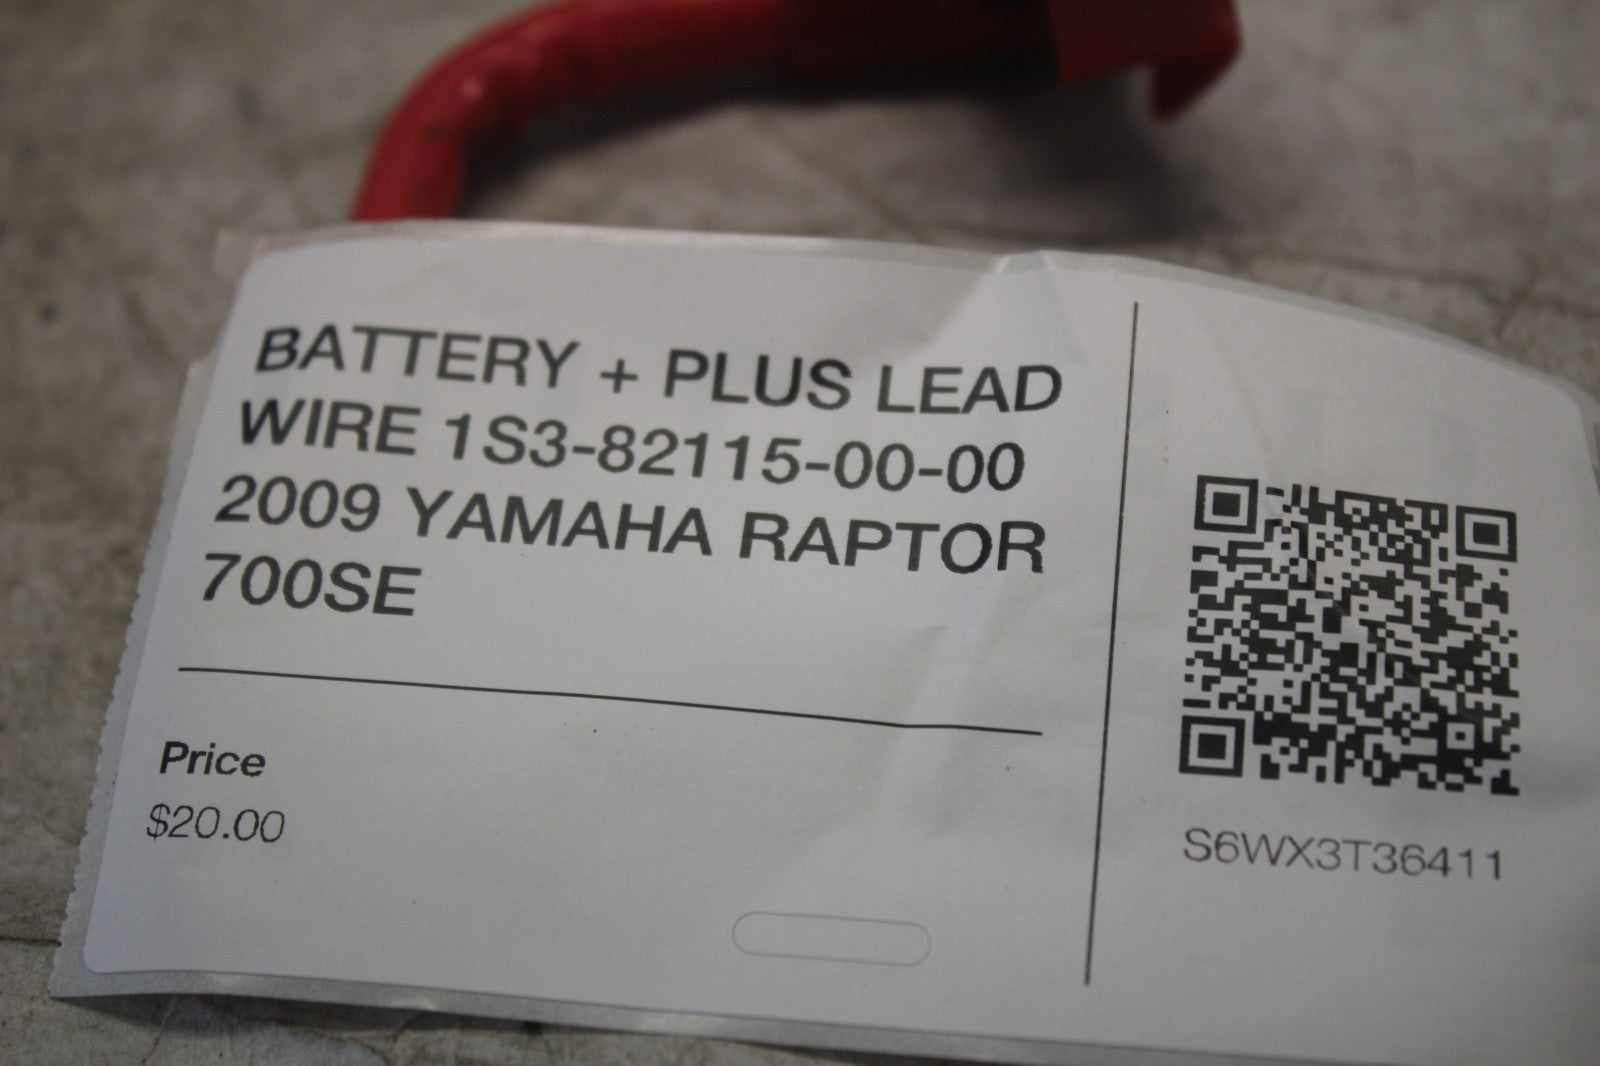 BATTERY + PLUS LEAD
WIRE 1S3-82115-00-00
2009 YAMAHA RAPTOR
700SE
Price
$20.00
S6WX3T36411